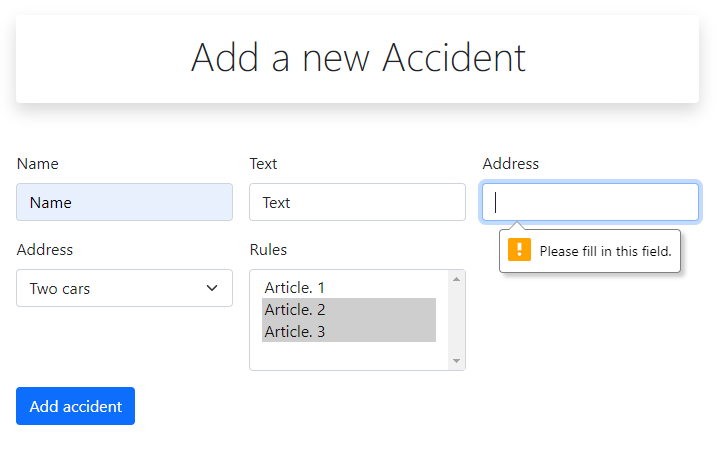 Add a new Accident
Name
Text
Address
Name
Text
Please fill in this field.
Address
Rules
Two cars
Article. 1
Article. 2
Article. 3
Add accident